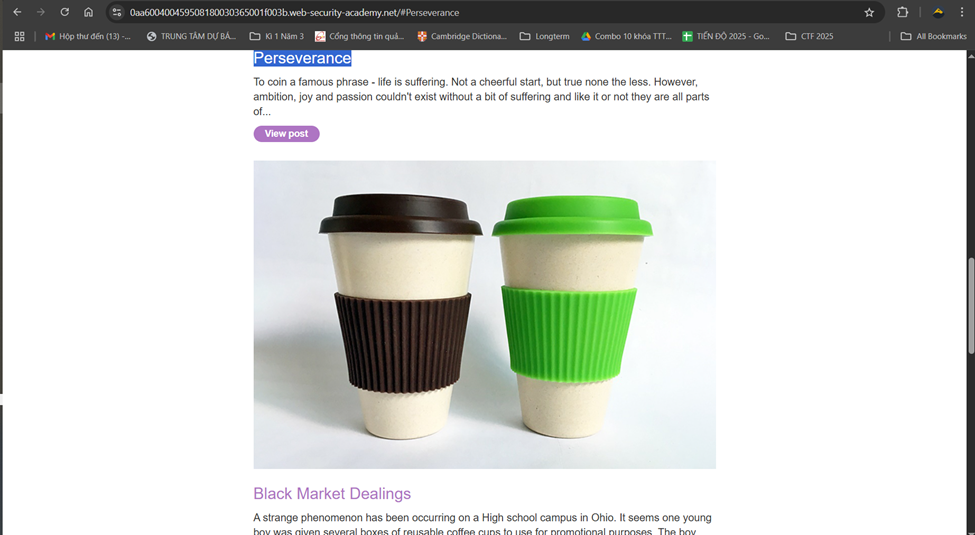 0aa600400459508180030365001f003b.web-security-academy.net/#Perseverance
Hộp thư đến (13) -... TRUNG TÂM DỰ BÁ... Kì 1 Năm 3 Cổng thông tin quả... Cambridge Dictiona... Longterm Combo 10 khóa TTT... TIẾN ĐỘ 2025 - Go... CTF 2025 All Bookmarks
Perseverance
To coin a famous phrase - life is suffering. Not a cheerful start, but true none the less. However,
ambition, joy and passion couldn't exist without a bit of suffering and like it or not they are all parts
of...
View post
Black Market Dealings
A strange phenomenon has been occurring on a High school campus in Ohio. It seems one young
boy was given several boxes of reusable coffee cups to use for promotional purposes. The boy